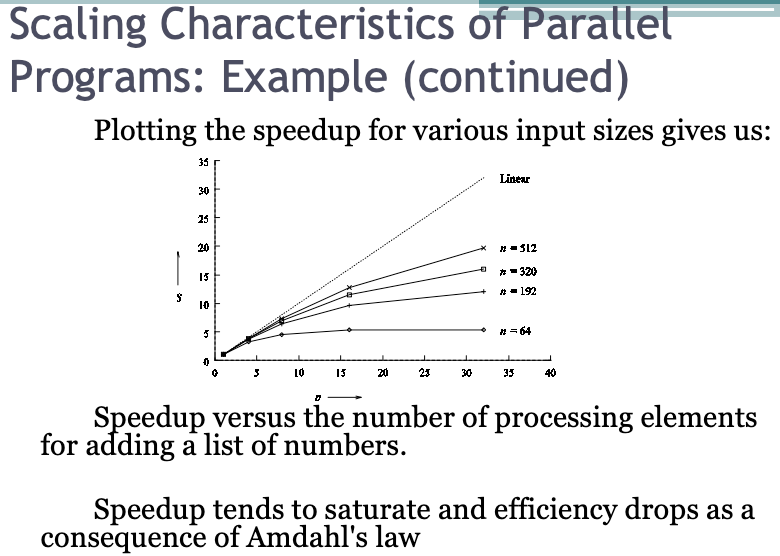 Scaling Characteristics of Parallel
Programs: Example (continued)
Plotting the speedup for various input sizes gives us:
35
30
25
20
15
10
5
0
S
Linear
n = 512
n = 320
n = 192
n = 64
0 5 10 15 20 25 30 35 40
p
Speedup versus the number of processing elements
for adding a list of numbers.
Speedup tends to saturate and efficiency drops as a
consequence of Amdahl's law